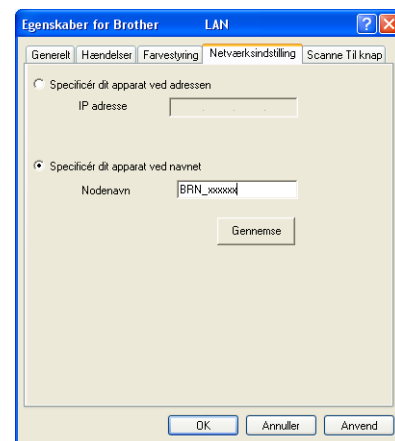 Egenskaber for Brother LAN
Generelt Hændelser Farvestyring Netværksindstilling Scanne Til knap
Specificér dit apparat ved adressen
IP adresse . . .
Specificér dit apparat ved navnet
Nodenavn BRN_xxxxxx
Gennemse
OK Annuller Anvend